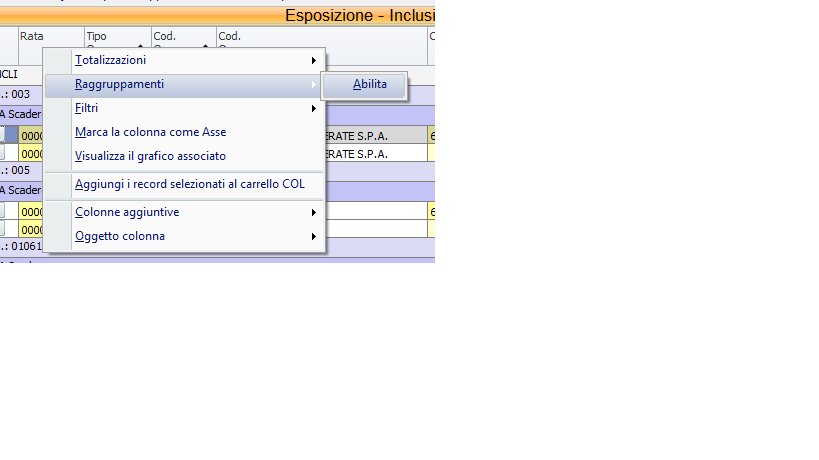 Esposizione - Inclusi
Rata Tipo Cod. Cod.
CLI
.: 003
A Scader
0000 ERATE S.P.A. 6
0000 ERATE S.P.A.
.: 005
A Scader
0000 6
0000
.: 01061
Totalizzazioni
Raggruppamenti
Abilita
Filtri
Marca la colonna come Asse
Visualizza il grafico associato
Aggiungi i record selezionati al carrello COL
Colonne aggiuntive
Oggetto colonna